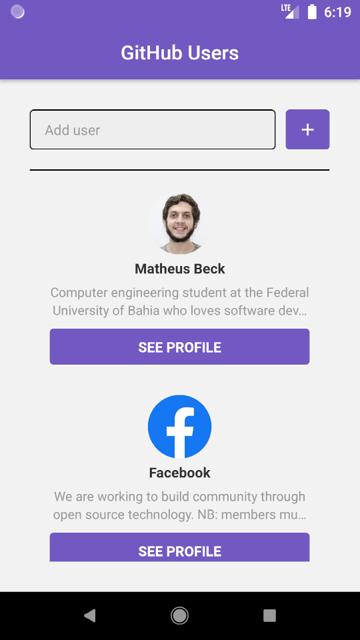 LTE
6:19
GitHub Users
Add user
+
Matheus Beck
Computer engineering student at the Federal
University of Bahia who loves software dev...
SEE PROFILE
Facebook
We are working to build community through
open source technology. NB: members mu...
SEE PROFILE